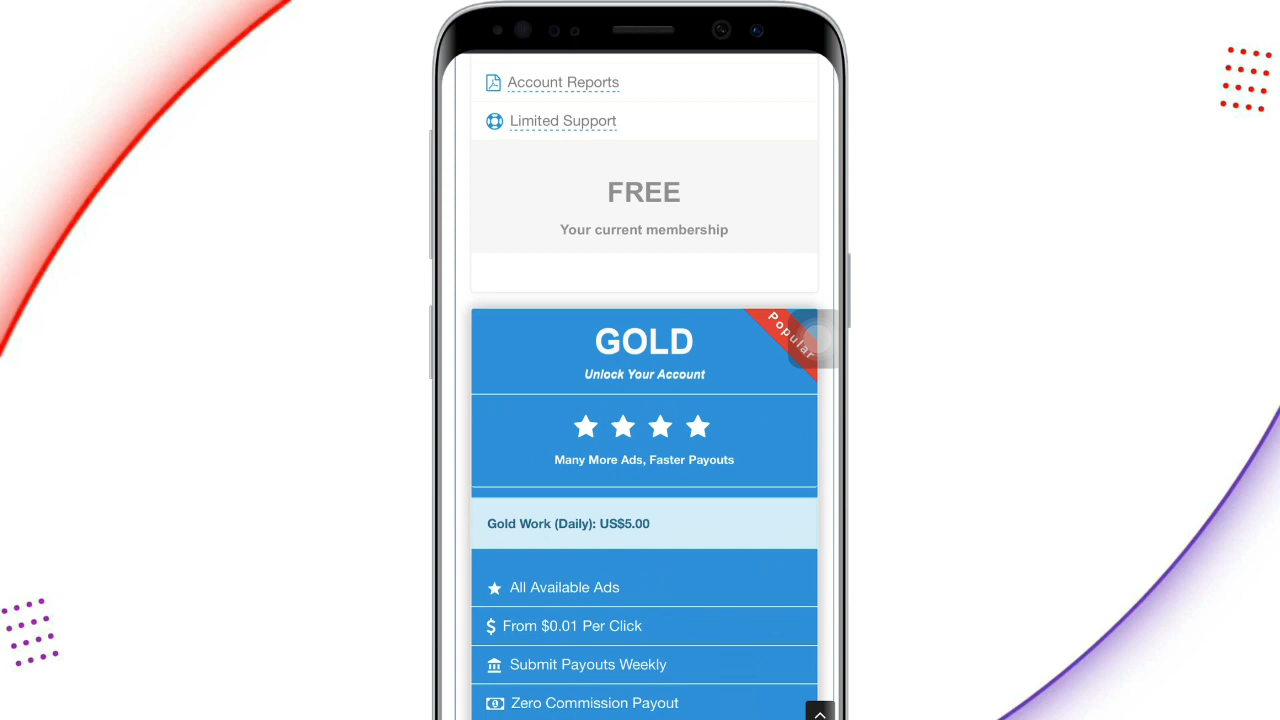 Account Reports
Limited Support
FREE
Your current membership
Popular
GOLD
Unlock Your Account
Many More Ads, Faster Payouts
Gold Work (Daily): US$5.00
All Available Ads
From $0.01 Per Click
Submit Payouts Weekly
Zero Commission Payout